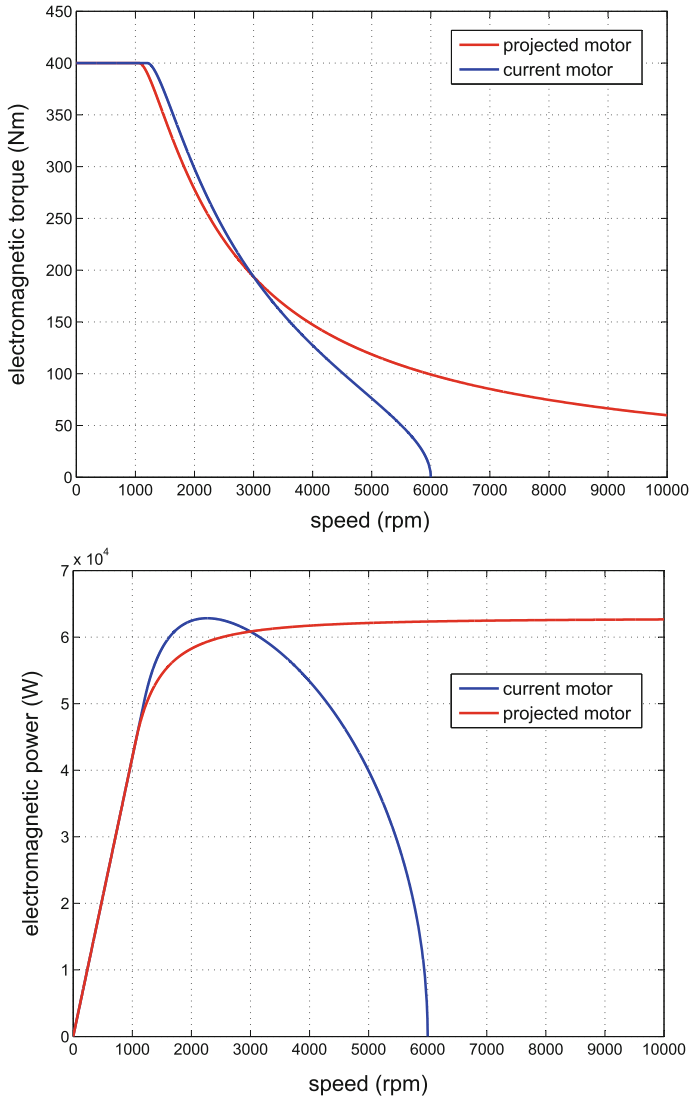 electromagnetic torque (Nm)
450
400
350
300
250
200
150
100
50
0
projected motor
current motor
0 1000 2000 3000 4000 5000 6000 7000 8000 9000 10000
speed (rpm)
x 10^4
electromagnetic power (W)
7
6
5
4
3
2
1
0
current motor
projected motor
0 1000 2000 3000 4000 5000 6000 7000 8000 9000 10000
speed (rpm)